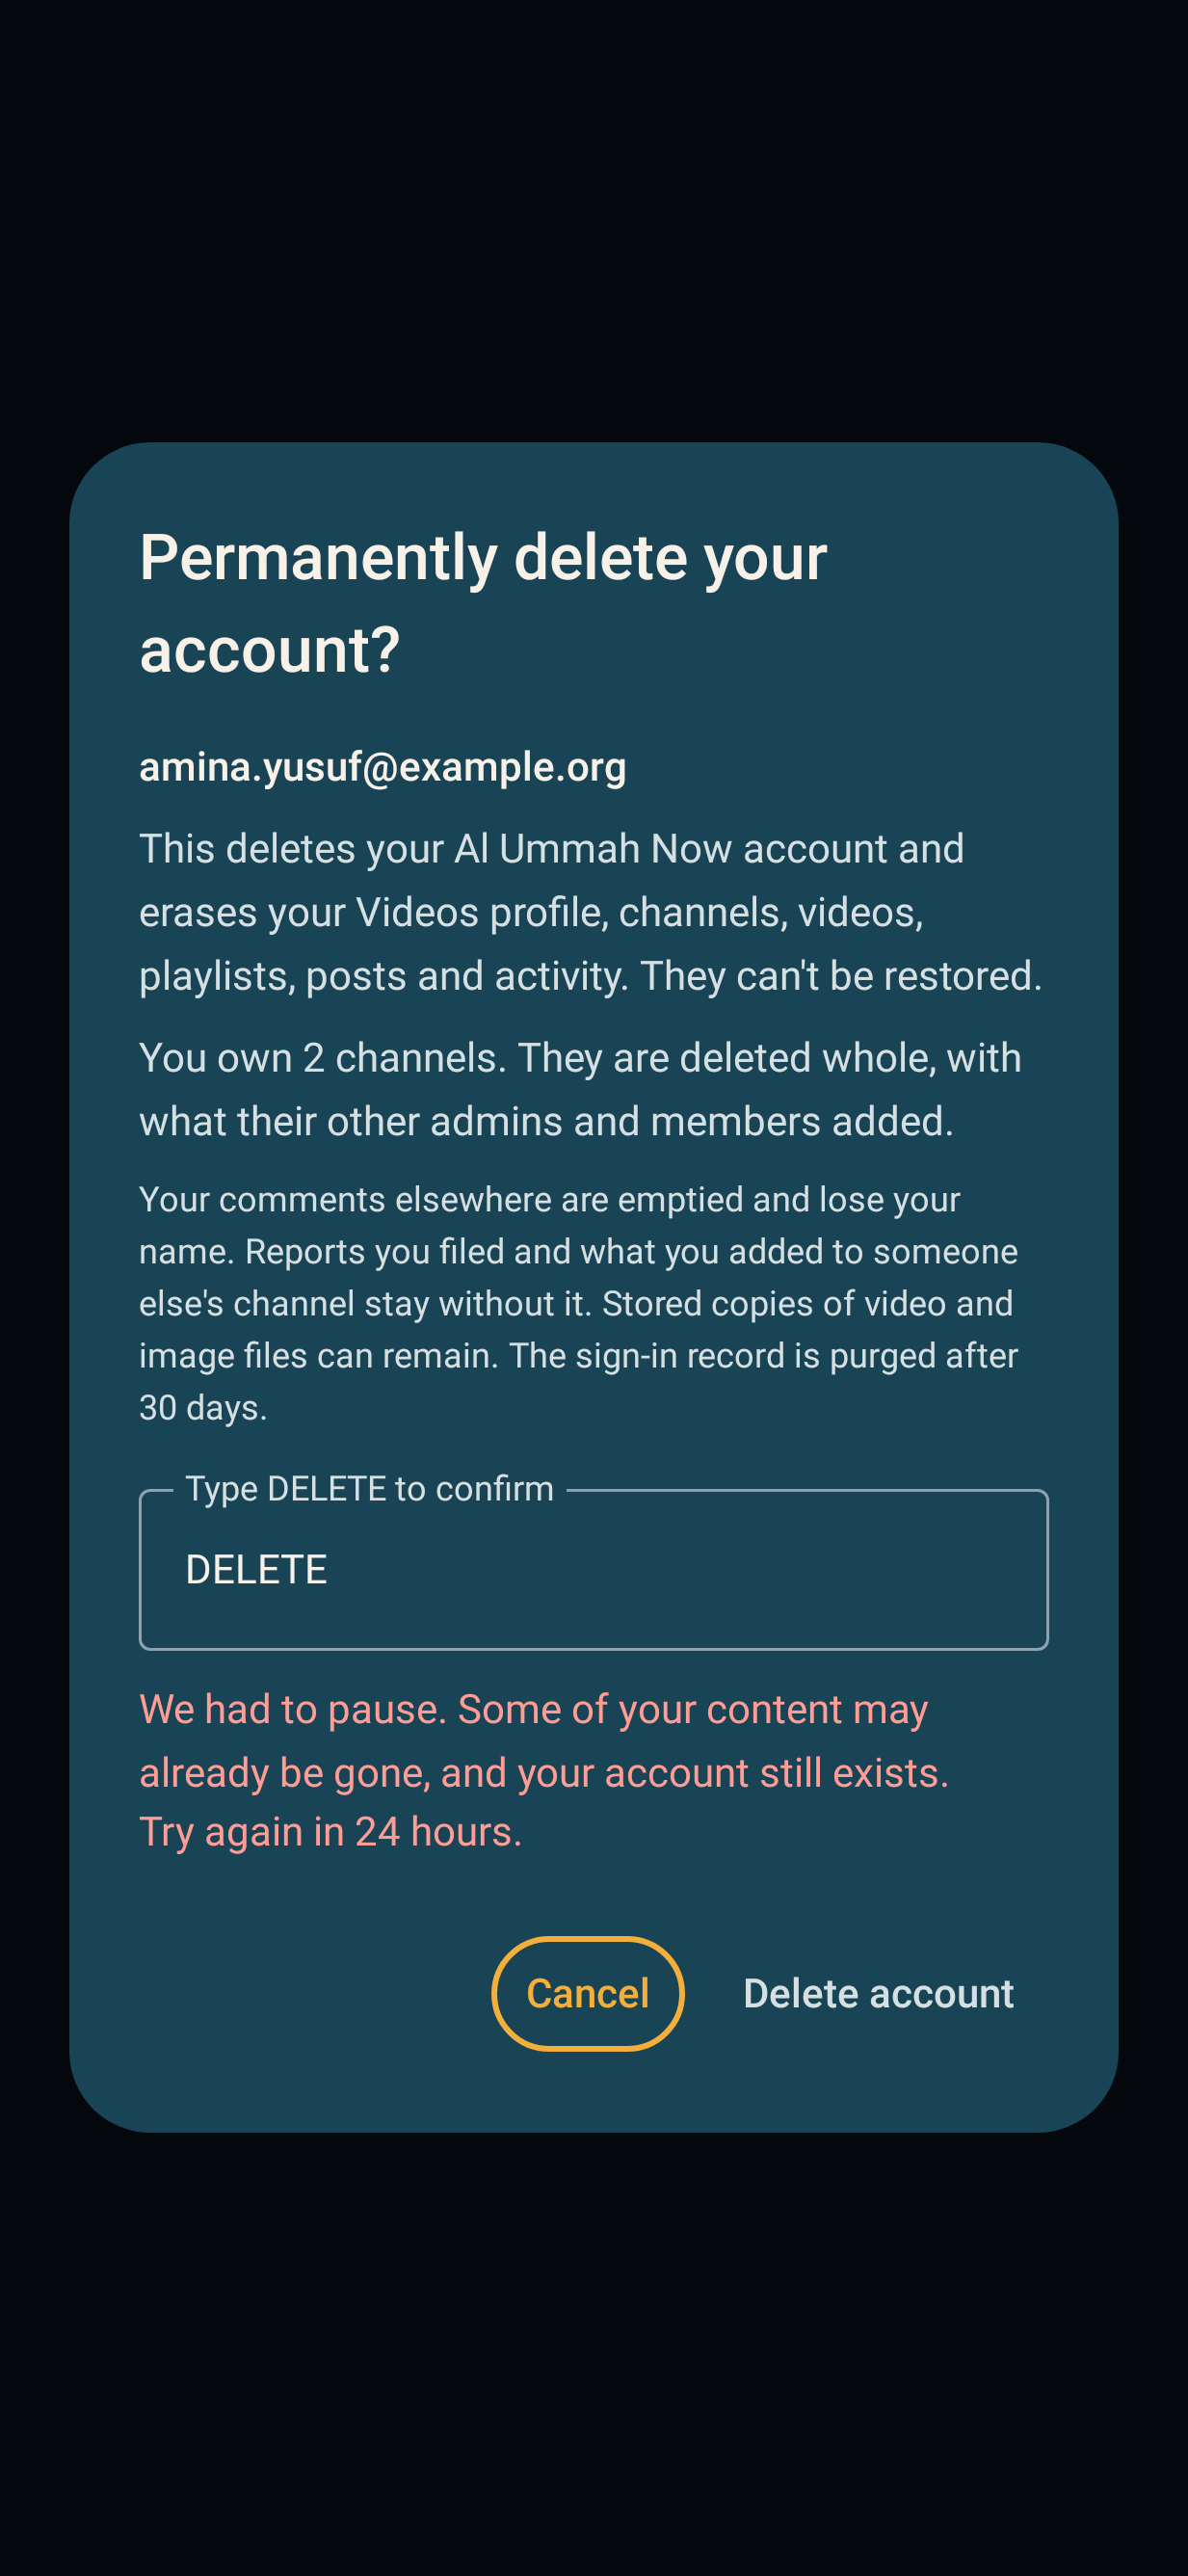 Permanently delete your
account?
amina.yusuf@example.org
This deletes your Al Ummah Now account and
erases your Videos profile, channels, videos,
playlists, posts and activity. They can't be restored.
You own 2 channels. They are deleted whole, with
what their other admins and members added.
Your comments elsewhere are emptied and lose your
name. Reports you filed and what you added to someone
else's channel stay without it. Stored copies of video and
image files can remain. The sign-in record is purged after
30 days.
Type DELETE to confirm
DELETE
We had to pause. Some of your content may
already be gone, and your account still exists.
Try again in 24 hours.
Cancel
Delete account